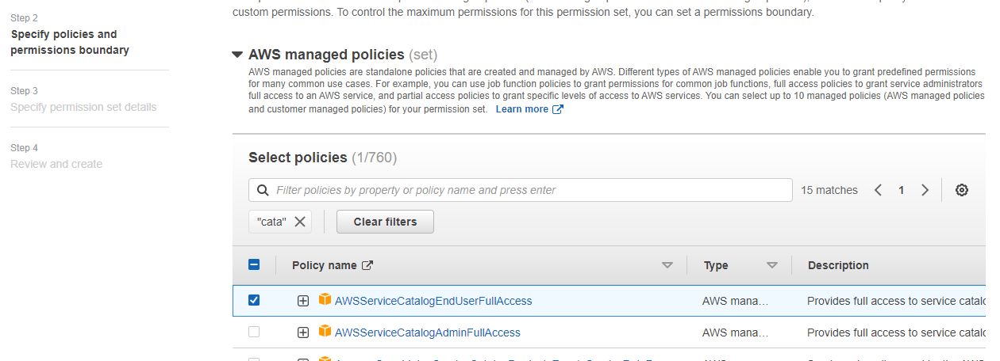 Step 2
Specify policies and
permissions boundary
Step 3
Specify permission set details
Step 4
Review and create
custom permissions. To control the maximum permissions for this permission set, you can set a permissions boundary.
AWS managed policies (set)
AWS managed policies are standalone policies that are created and managed by AWS. Different types of AWS managed policies enable you to grant predefined permissions
for many common use cases. For example, you can use job function policies to grant permissions for common job functions, full access policies to grant service administrators
full access to an AWS service, and partial access policies to grant specific levels of access to AWS services. You can select up to 10 managed policies (AWS managed policies
and customer managed policies) for your permission set. Learn more
Select policies (1/760)
Filter policies by property or policy name and press enter
15 matches
1
"cata"
Clear filters
Policy name Type Description
AWSServiceCatalogEndUserFullAccess AWS mana... Provides full access to service catalo
AWSServiceCatalogAdminFullAccess AWS mana... Provides full access to service catalo